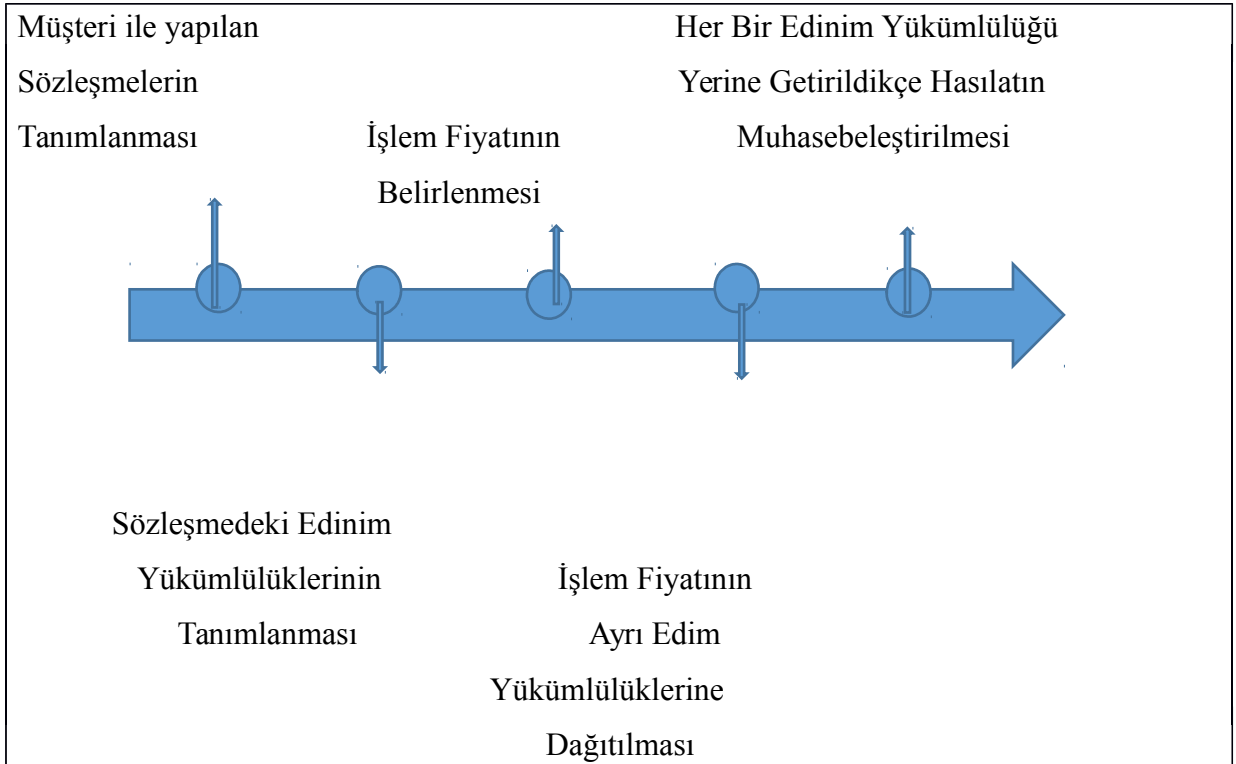 Müşteri ile yapılan
Sözleşmelerin
Tanımlanması
İşlem Fiyatının
Belirlenmesi
Her Bir Edinim Yükümlülüğü
Yerine Getirildikçe Hasılatın
Muhasebeleştirilmesi
Sözleşmedeki Edinim
Yükümlülüklerinin
Tanımlanması
İşlem Fiyatının
Ayrı Edim
Yükümlülüklerine
Dağıtılması